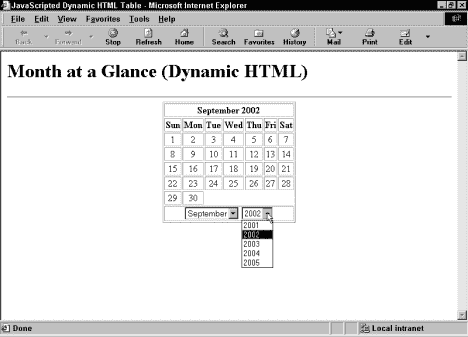 JavaScripted Dynamic HTML Table - Microsoft Internet Explorer
File Edit View Favorites Tools Help
Back Forward Stop Refresh Home Search Favorites History Mail Print Edit
Month at a Glance (Dynamic HTML)
September 2002
Sun Mon Tue Wed Thu Fri Sat
1 2 3 4 5 6 7
8 9 10 11 12 13 14
15 16 17 18 19 20 21
22 23 24 25 26 27 28
29 30
September 2002
2001
2002
2003
2004
2005
Done Local intranet